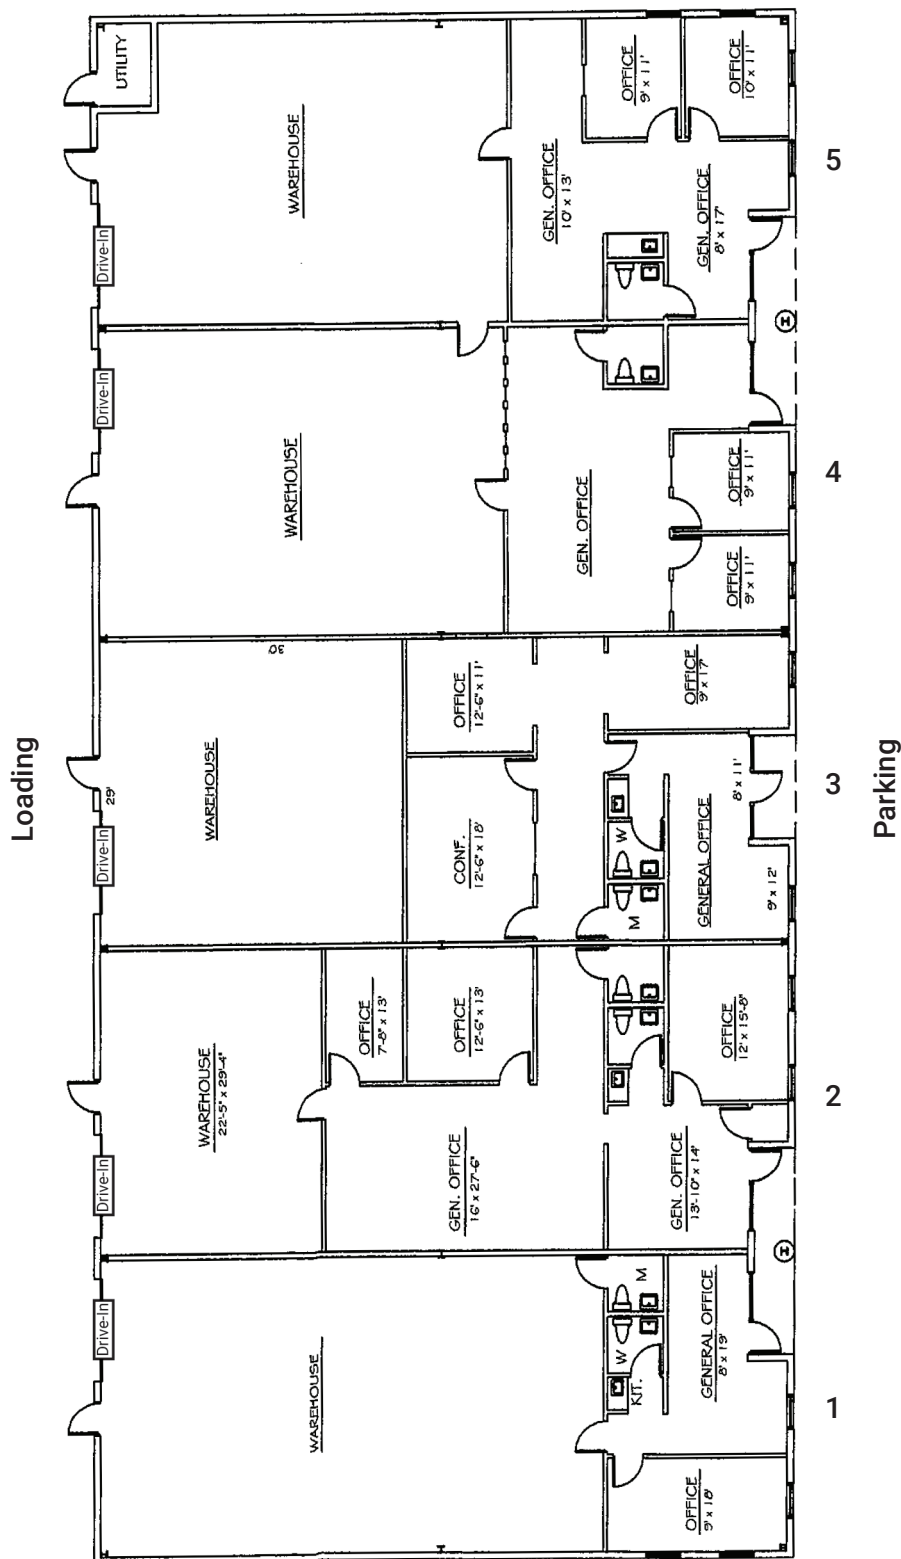 Loading
Parking
5
4
3
2
1
UTILITY
WAREHOUSE
Drive-In
OFFICE
9' x 11'
OFFICE
10' x 11'
GEN. OFFICE
10' x 13'
GEN. OFFICE
8' x 17'
H
Drive-In
WAREHOUSE
GEN. OFFICE
OFFICE
9' x 11'
OFFICE
9' x 11'
30'
29'
Drive-In
WAREHOUSE
OFFICE
12'-6" x 11'
CONF.
12'-6" x 18'
OFFICE
9' x 17'
W
M
GENERAL OFFICE
8' x 11'
9' x 12'
WAREHOUSE
22'-5" x 29'-4"
Drive-In
OFFICE
7'-8" x 13'
OFFICE
12'-6" x 13'
GEN. OFFICE
16' x 27'-6"
OFFICE
12' x 15'-8"
GEN. OFFICE
13'-10" x 14'
H
Drive-In
WAREHOUSE
M
W
KIT.
GENERAL OFFICE
8' x 19'
OFFICE
9' x 18'